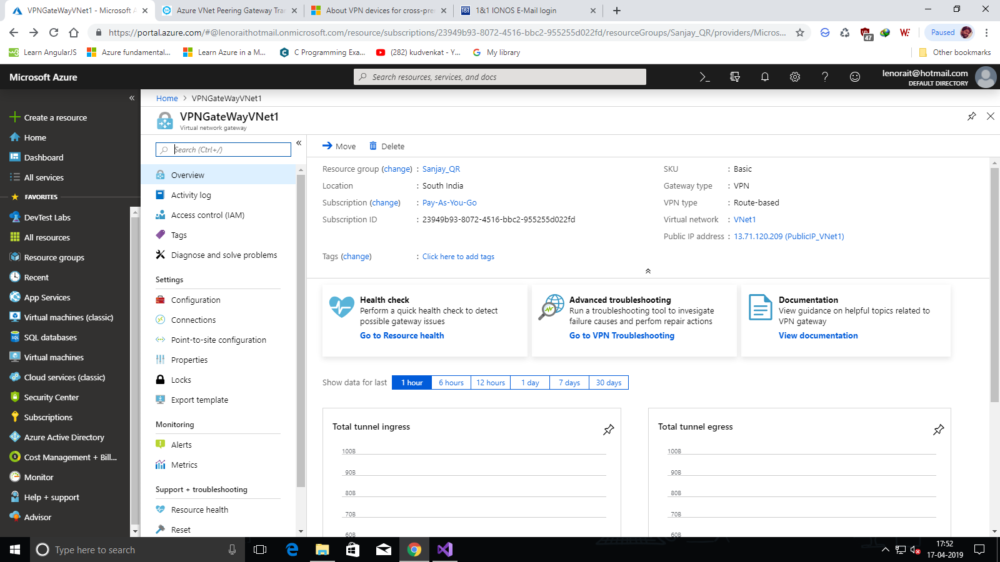 VPNGateWayVNet1 - Microsoft A
Azure VNet Peering Gateway Tran
About VPN devices for cross-prem
1&1 IONOS E-Mail login
https://portal.azure.com/#@lenoraithotmail.onmicrosoft.com/resource/subscriptions/23949b93-8072-4516-bbc2-955255d022fd/resourceGroups/Sanjay_QR/providers/Micros...
47
Paused
Learn AngularJS
Azure fundamental...
Learn Azure in a M...
C Programming Exa...
(282) kudvenkat - Y...
My library
Other bookmarks
Microsoft Azure
Search resources, services, and docs
lenorait@hotmail.com
DEFAULT DIRECTORY
Create a resource
Home
Dashboard
All services
FAVORITES
DevTest Labs
All resources
Resource groups
Recent
App Services
Virtual machines (classic)
SQL databases
Virtual machines
Cloud services (classic)
Security Center
Subscriptions
Azure Active Directory
Cost Management + Bill...
Monitor
Help + support
Advisor
Home > VPNGateWayVNet1
VPNGateWayVNet1
Virtual network gateway
Search (Ctrl+/)
Overview
Activity log
Access control (IAM)
Tags
Diagnose and solve problems
Settings
Configuration
Connections
Point-to-site configuration
Properties
Locks
Export template
Monitoring
Alerts
Metrics
Support + troubleshooting
Resource health
Reset
Move
Delete
Resource group (change) : Sanjay_QR
Location : South India
Subscription (change) : Pay-As-You-Go
Subscription ID : 23949b93-8072-4516-bbc2-955255d022fd
Tags (change) : Click here to add tags
SKU : Basic
Gateway type : VPN
VPN type : Route-based
Virtual network : VNet1
Public IP address : 13.71.120.209 (PublicIP_VNet1)
Health check
Perform a quick health check to detect
possible gateway issues
Go to Resource health
Advanced troubleshooting
Run a troubleshooting tool to invesigate
failure causes and perfom repair actions
Go to VPN Troubleshooting
Documentation
View guidance on helpful topics related to
VPN gateway
View documentation
Show data for last
1 hour
6 hours
12 hours
1 day
7 days
30 days
Total tunnel ingress
100B
90B
80B
70B
60B
Total tunnel egress
100B
90B
80B
70B
60B
Type here to search
17:52
17-04-2019